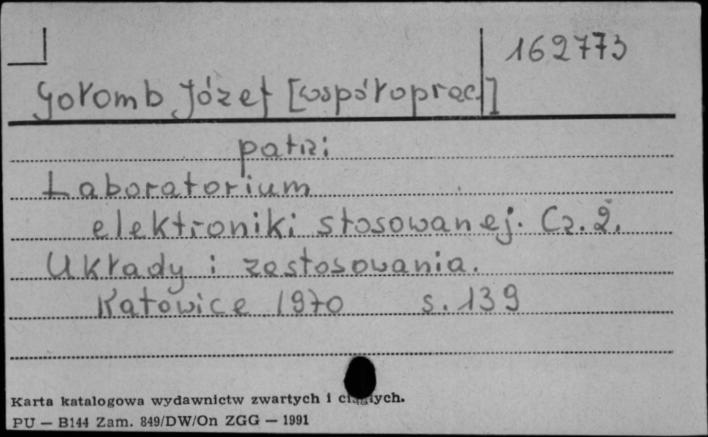 162773
Gołomb Józef [współoprac.]
patrz:
Laboratorium
elektroniki stosowanej. Cz. 2.
Układy i zastosowania.
Katowice 1970 s. 139
Karta katalogowa wydawnictw zwartych i ciągłych.
PU — B144 Zam. 849/DW/On ZGG — 1991